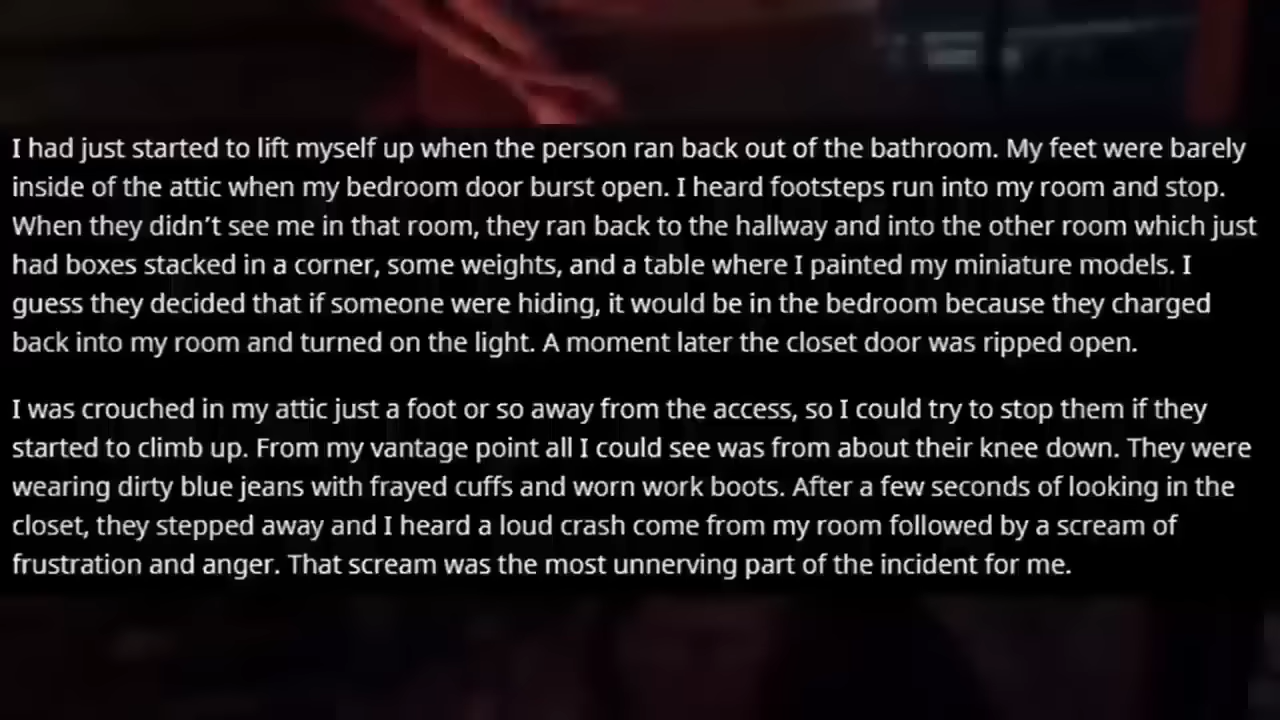 I had just started to lift myself up when the person ran back out of the bathroom. My feet were barely
inside of the attic when my bedroom door burst open. I heard footsteps run into my room and stop.
When they didn’t see me in that room, they ran back to the hallway and into the other room which just
had boxes stacked in a corner, some weights, and a table where I painted my miniature models. I
guess they decided that if someone were hiding, it would be in the bedroom because they charged
back into my room and turned on the light. A moment later the closet door was ripped open.
I was crouched in my attic just a foot or so away from the access, so I could try to stop them if they
started to climb up. From my vantage point all I could see was from about their knee down. They were
wearing dirty blue jeans with frayed cuffs and worn work boots. After a few seconds of looking in the
closet, they stepped away and I heard a loud crash come from my room followed by a scream of
frustration and anger. That scream was the most unnerving part of the incident for me.